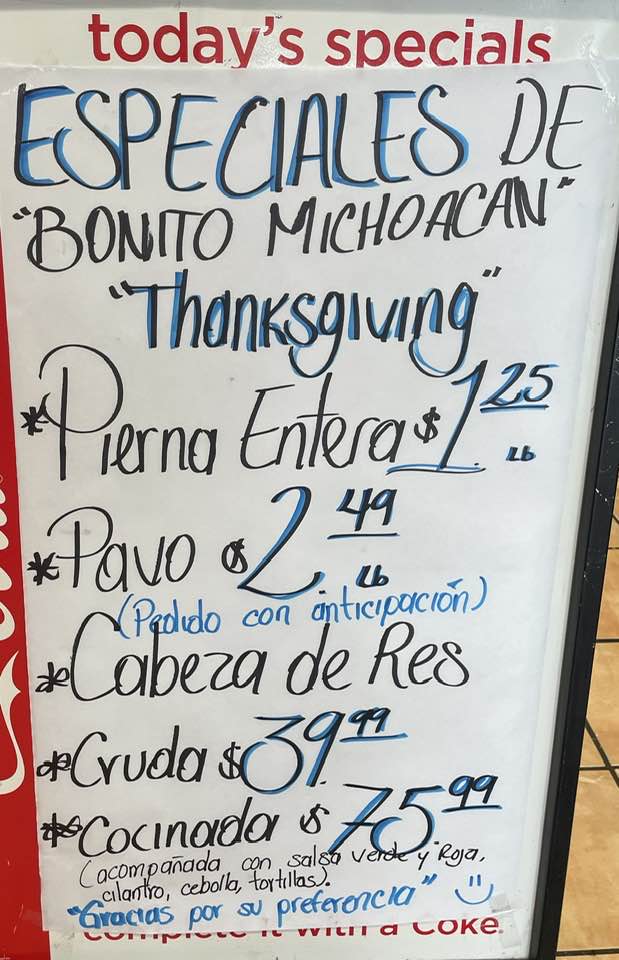 today's specials
ESPECIALES DE
"BONITO MICHOACAN"
"Thanksgiving"
*Pierna Entera $1.25 lb
*Pavo $2.49 lb
(Pedido con anticipación)
*Cabeza de Res
*Cruda $39.99
*Cocinada $75.99
(acompañada con salsa verde y Roja,
cilantro, cebolla, tortillas).
"Gracias por su preferencia"
complete it with a Coke